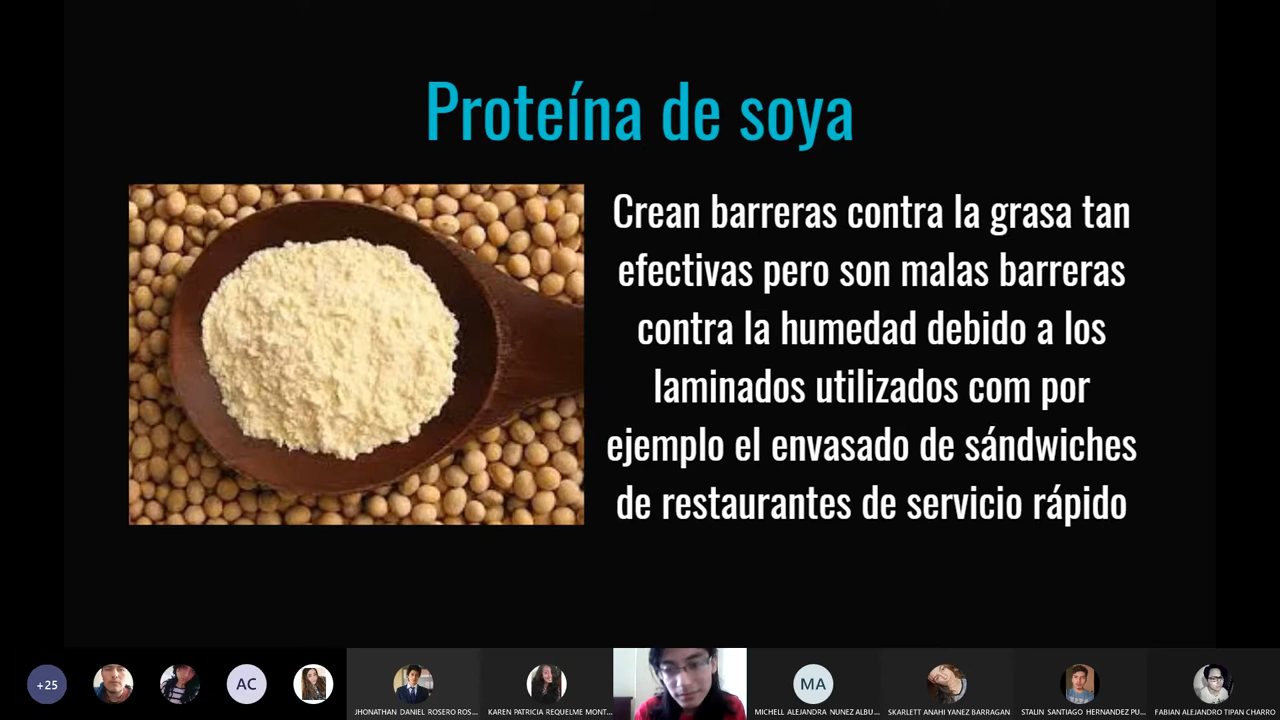 Proteína de soya
Crean barreras contra la grasa tan
efectivas pero son malas barreras
contra la humedad debido a los
laminados utilizados com por
ejemplo el envasado de sándwiches
de restaurantes de servicio rápido
+25
AC
MA
JHONATHAN DANIEL ROSERO ROS...
KAREN PATRICIA REQUELME MONT...
MICHELL ALEJANDRA NUNEZ ALBU...
SKARLETT ANAHI YANEZ BARRAGAN
STALIN SANTIAGO HERNANDEZ PU...
FABIAN ALEJANDRO TIPAN CHARRO